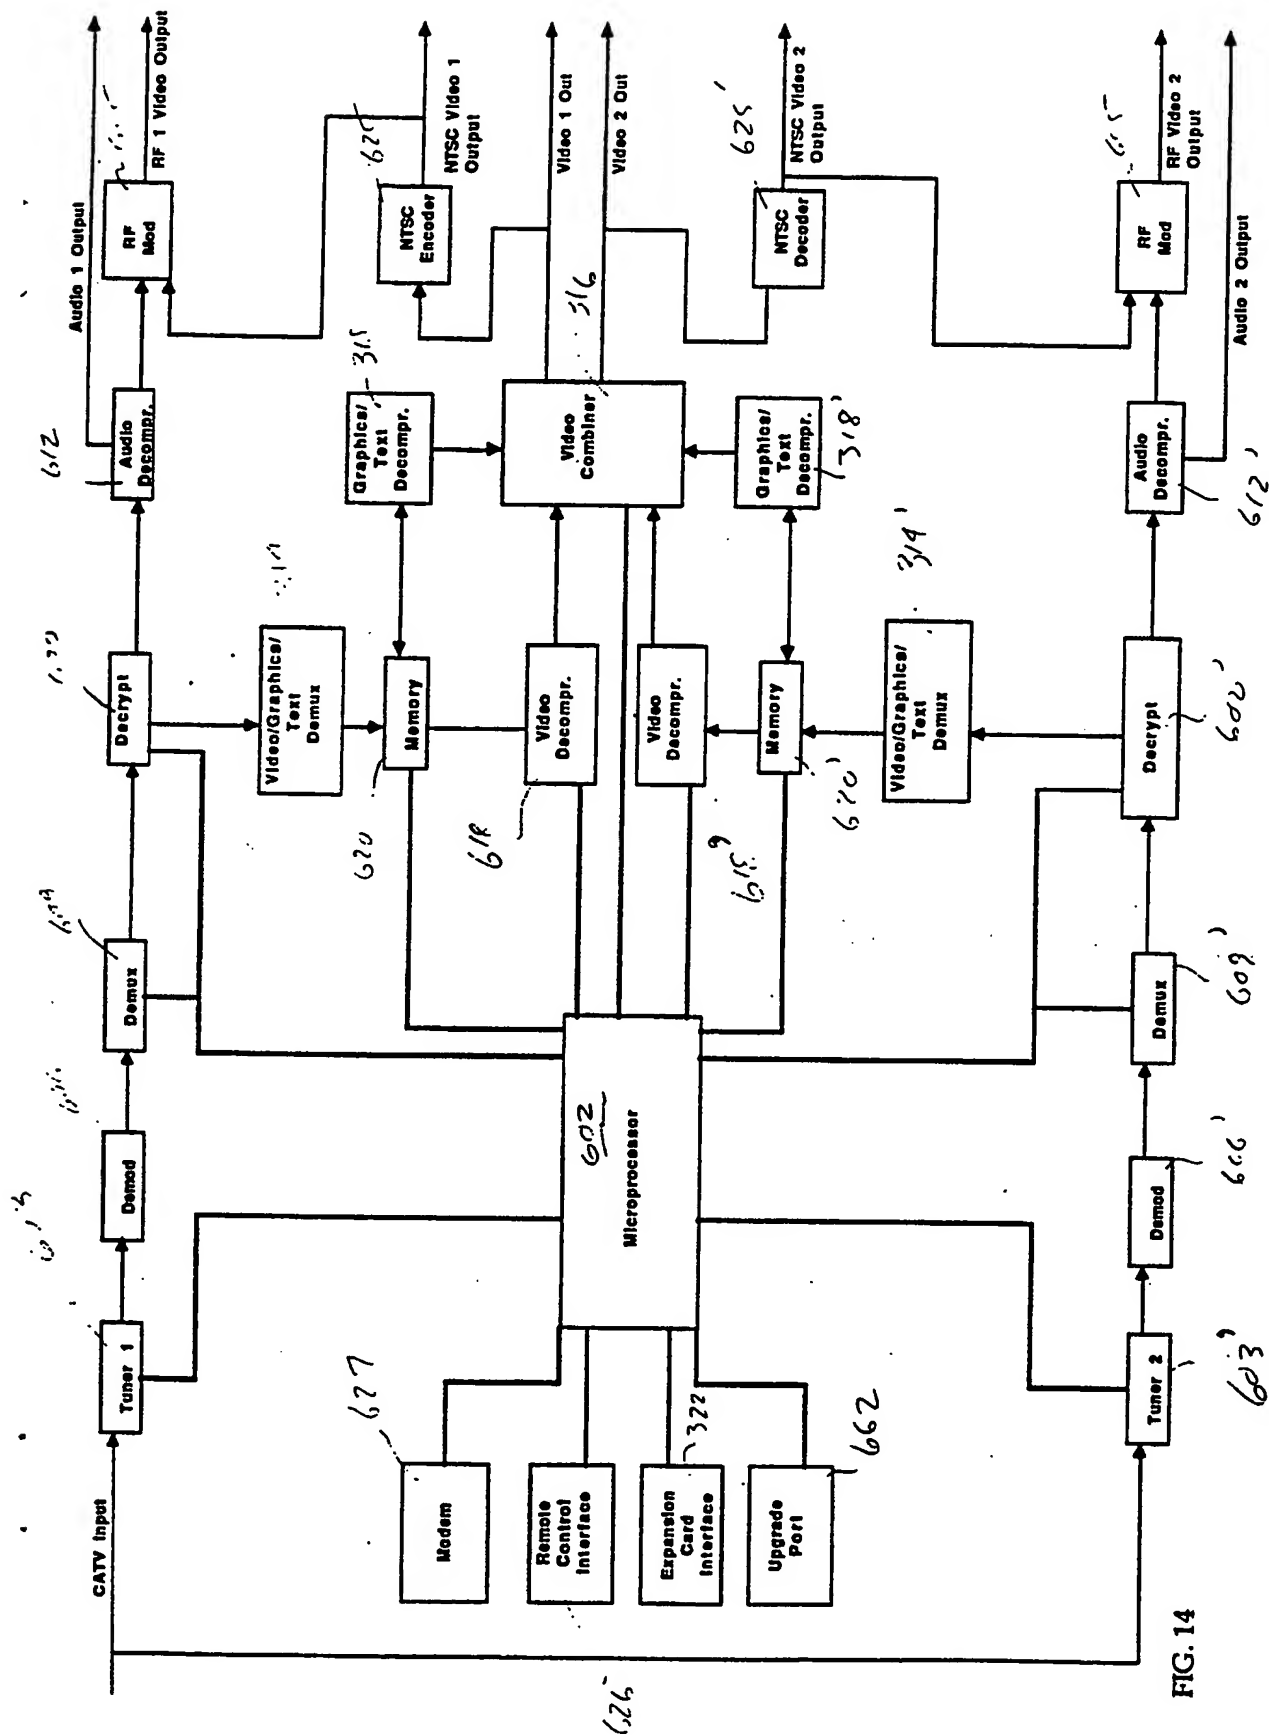 CATV Input
Tuner 1
Demod
Demux
Decrypt
Audio
Decompr.
612
Audio 1 Output
RF
Mod
RF 1 Video Output
Video/Graphics/
Text
Demux
Memory
620
Graphics/
Text
Decompr.
NTSC
Encoder
NTSC Video 1
Output
Video
Decompr.
618
Video
Combiner
316
Video 1 Out
Video 2 Out
Modem
627
Remote
Control
Interface
626
Expansion
Card
Interface
322
Upgrade
Port
662
602
Microprocessor
Video
Decompr.
Memory
620'
Graphics/
Text
Decompr.
318'
NTSC
Decoder
625'
NTSC Video 2
Output
Video/Graphics/
Text
Demux
314'
Tuner 2
603'
Demod
606'
Demux
609'
Decrypt
602'
Audio
Decompr.
612'
RF
Mod
RF Video 2
Output
Audio 2 Output
FIG. 14